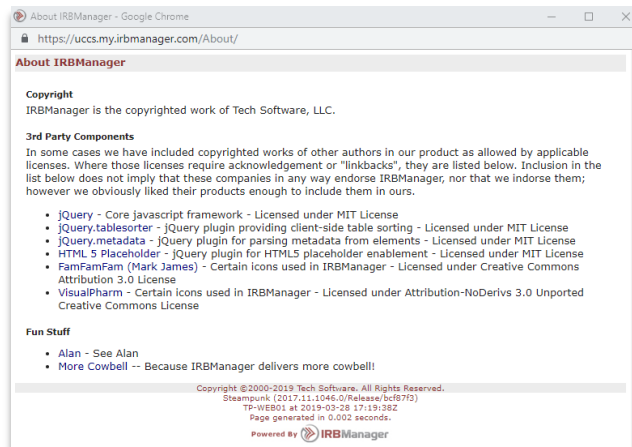 About IRBManager - Google Chrome
https://uccs.my.irbmanager.com/About/
About IRBManager
Copyright
IRBManager is the copyrighted work of Tech Software, LLC.
3rd Party Components
In some cases we have included copyrighted works of other authors in our product as allowed by applicable
licenses. Where those licenses require acknowledgement or "linkbacks", they are listed below. Inclusion in the
list below does not imply that these companies in any way endorse IRBManager, nor that we indorse them;
however we obviously liked their products enough to include them in ours.
• jQuery - Core javascript framework - Licensed under MIT License
• jQuery.tablesorter - jQuery plugin providing client-side table sorting - Licensed under MIT License
• jQuery.metadata - jQuery plugin for parsing metadata from elements - Licensed under MIT License
• HTML 5 Placeholder - jQuery plugin for HTML5 placeholder enablement - Licensed under MIT License
• FamFamFam (Mark James) - Certain icons used in IRBManager - Licensed under Creative Commons
Attribution 3.0 License
• VisualPharm - Certain icons used in IRBManager - Licensed under Attribution-NoDerivs 3.0 Unported
Creative Commons License
Fun Stuff
• Alan - See Alan
• More Cowbell -- Because IRBManager delivers more cowbell!
Copyright ©2000-2019 Tech Software. All Rights Reserved.
Steampunk (2017.11.1046.0/Release/bcf87f3)
TP-WEB01 at 2019-03-28 17:19:38Z
Page generated in 0.002 seconds.
Powered By IRBManager